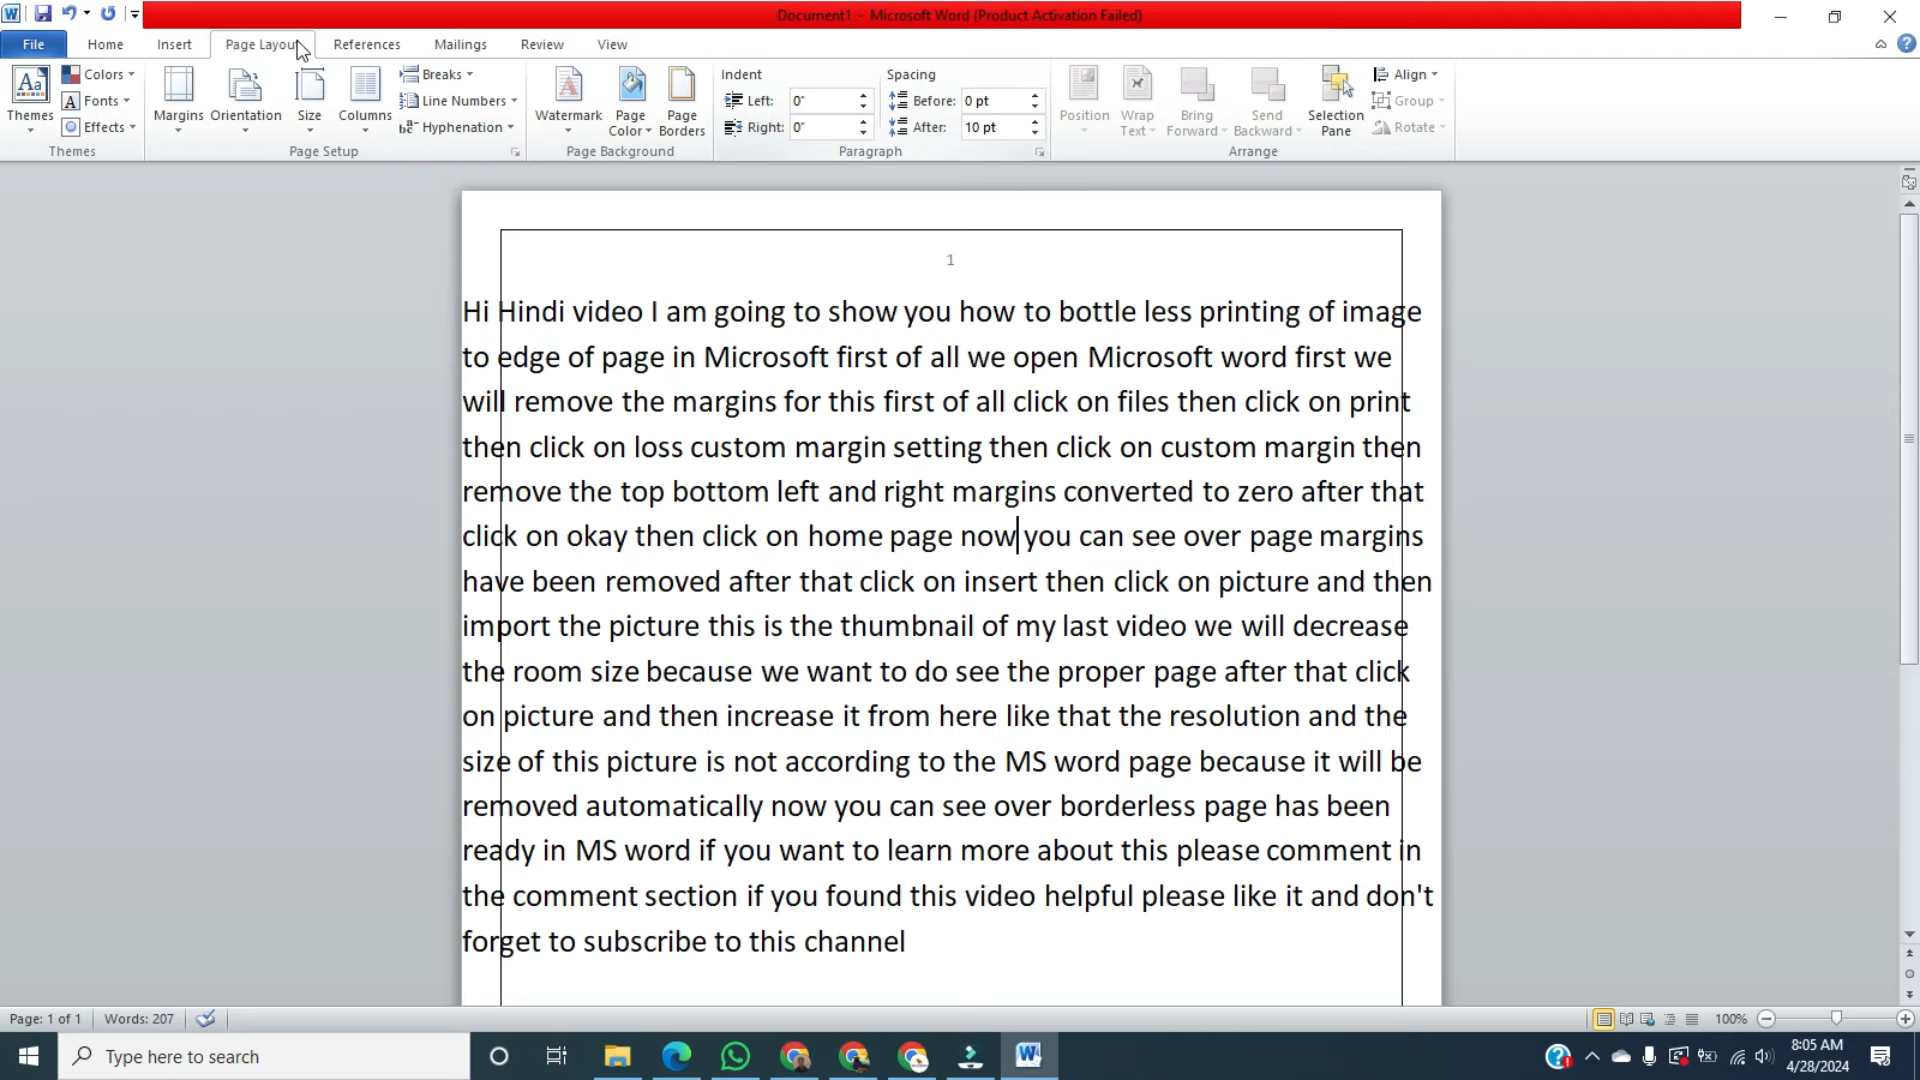 Document1 - Microsoft Word (Product Activation Failed)
File Home Insert Page Layout References Mailings Review View
Themes Colors Fonts Effects
Margins Orientation Size Columns Breaks Line Numbers Hyphenation
Watermark Page Color Page Borders
Indent Left: 0" Right: 0"
Spacing Before: 0 pt After: 10 pt
Position Wrap Text Bring Forward Send Backward Selection Pane Align Group Rotate
Themes Page Setup Page Background Paragraph Arrange
1
Hi Hindi video I am going to show you how to bottle less printing of image
to edge of page in Microsoft first of all we open Microsoft word first we
will remove the margins for this first of all click on files then click on print
then click on loss custom margin setting then click on custom margin then
remove the top bottom left and right margins converted to zero after that
click on okay then click on home page now you can see over page margins
have been removed after that click on insert then click on picture and then
import the picture this is the thumbnail of my last video we will decrease
the room size because we want to do see the proper page after that click
on picture and then increase it from here like that the resolution and the
size of this picture is not according to the MS word page because it will be
removed automatically now you can see over borderless page has been
ready in MS word if you want to learn more about this please comment in
the comment section if you found this video helpful please like it and don't
forget to subscribe to this channel
Page: 1 of 1 Words: 207 100%
Type here to search
8:05 AM
4/28/2024